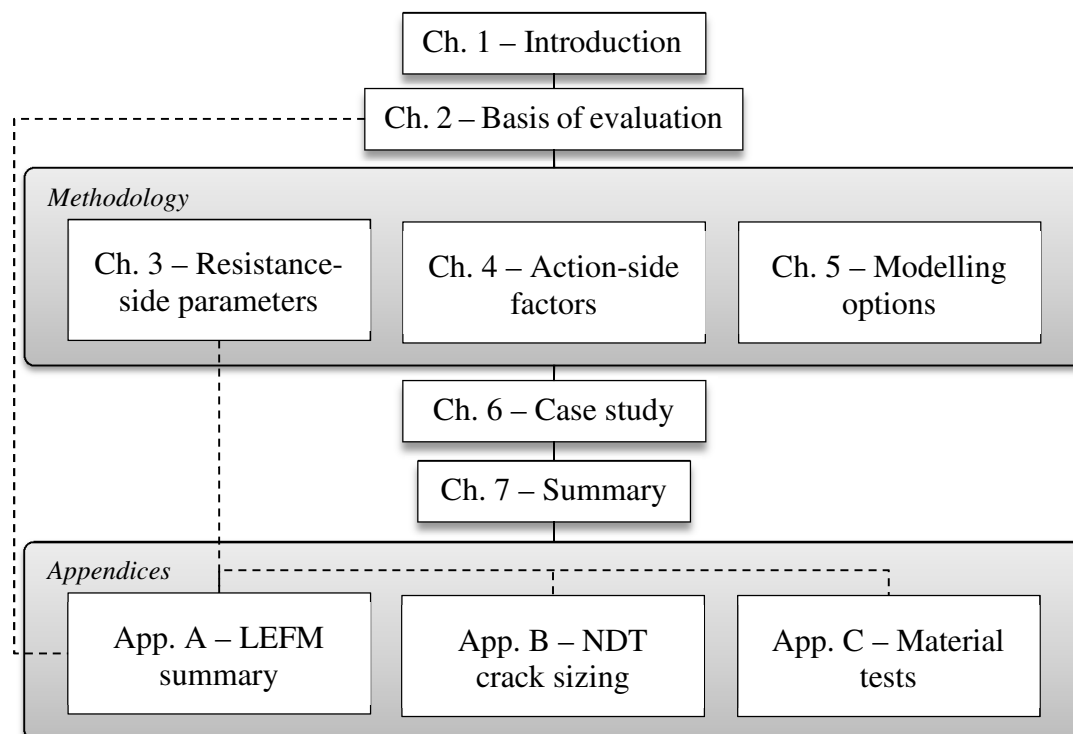 Ch. 1 – Introduction
Ch. 2 – Basis of evaluation
Methodology
Ch. 3 – Resistance-
side parameters
Ch. 4 – Action-side
factors
Ch. 5 – Modelling
options
Ch. 6 – Case study
Ch. 7 – Summary
Appendices
App. A – LEFM
summary
App. B – NDT
crack sizing
App. C – Material
tests